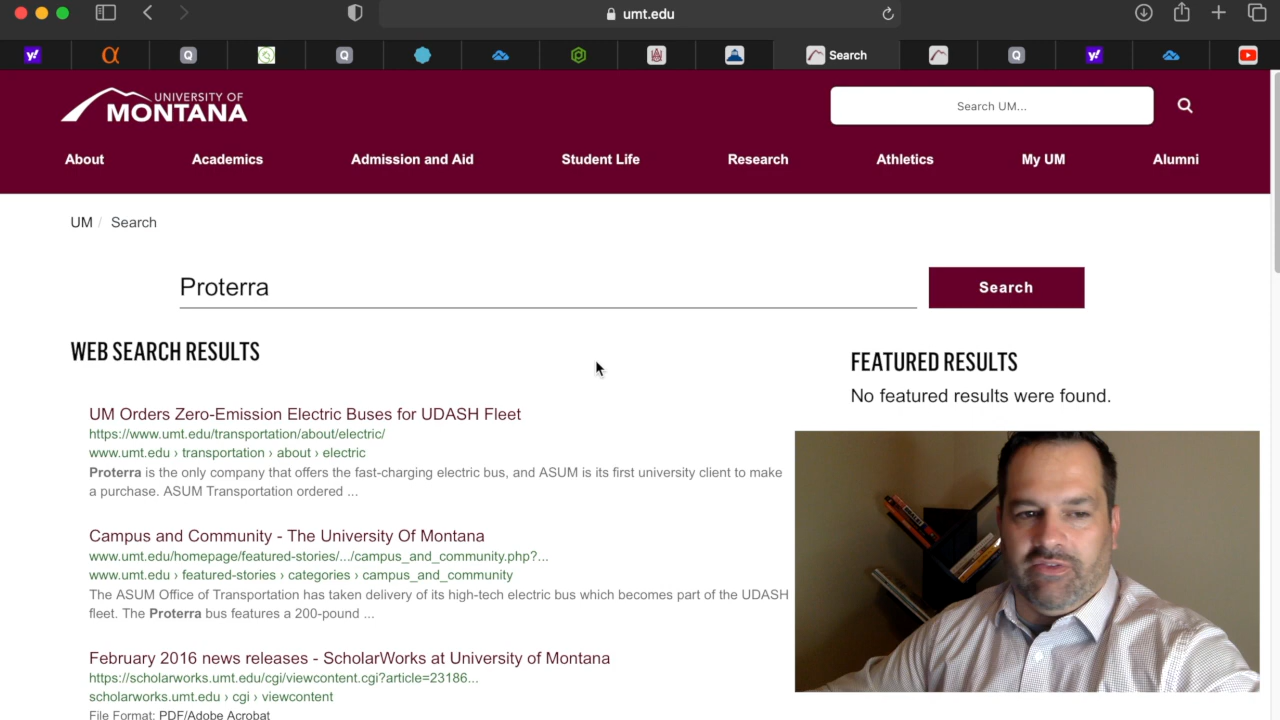 umt.edu
Search
UNIVERSITY OF
MONTANA
Search UM...
About Academics Admission and Aid Student Life Research Athletics My UM Alumni
UM / Search
Proterra
Search
WEB SEARCH RESULTS
UM Orders Zero-Emission Electric Buses for UDASH Fleet
https://www.umt.edu/transportation/about/electric/
www.umt.edu › transportation › about › electric
Proterra is the only company that offers the fast-charging electric bus, and ASUM is its first university client to make
a purchase. ASUM Transportation ordered ...
Campus and Community - The University Of Montana
www.umt.edu/homepage/featured-stories/.../campus_and_community.php?...
www.umt.edu › featured-stories › categories › campus_and_community
The ASUM Office of Transportation has taken delivery of its high-tech electric bus which becomes part of the UDASH
fleet. The Proterra bus features a 200-pound ...
February 2016 news releases - ScholarWorks at University of Montana
https://scholarworks.umt.edu/cgi/viewcontent.cgi?article=23186...
scholarworks.umt.edu › cgi › viewcontent
File Format: PDF/Adobe Acrobat
FEATURED RESULTS
No featured results were found.